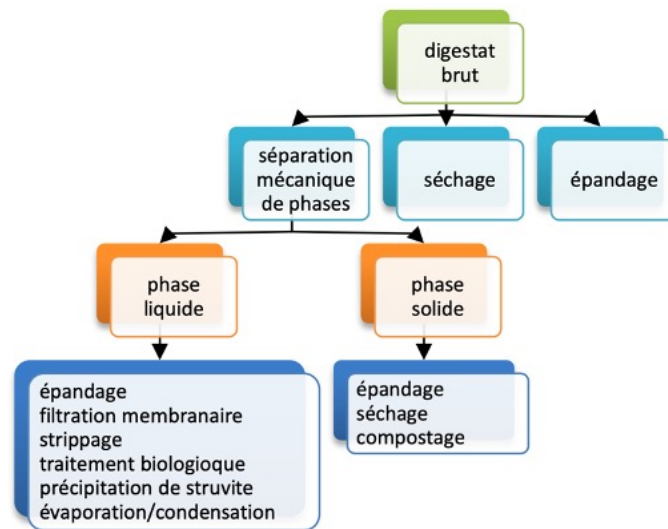 digestat
brut
séparation
mécanique
de phases
séchage
épandage
phase
liquide
phase
solide
épandage
filtration membranaire
strippage
traitement biologioque
précipitation de struvite
évaporation/condensation
épandage
séchage
compostage